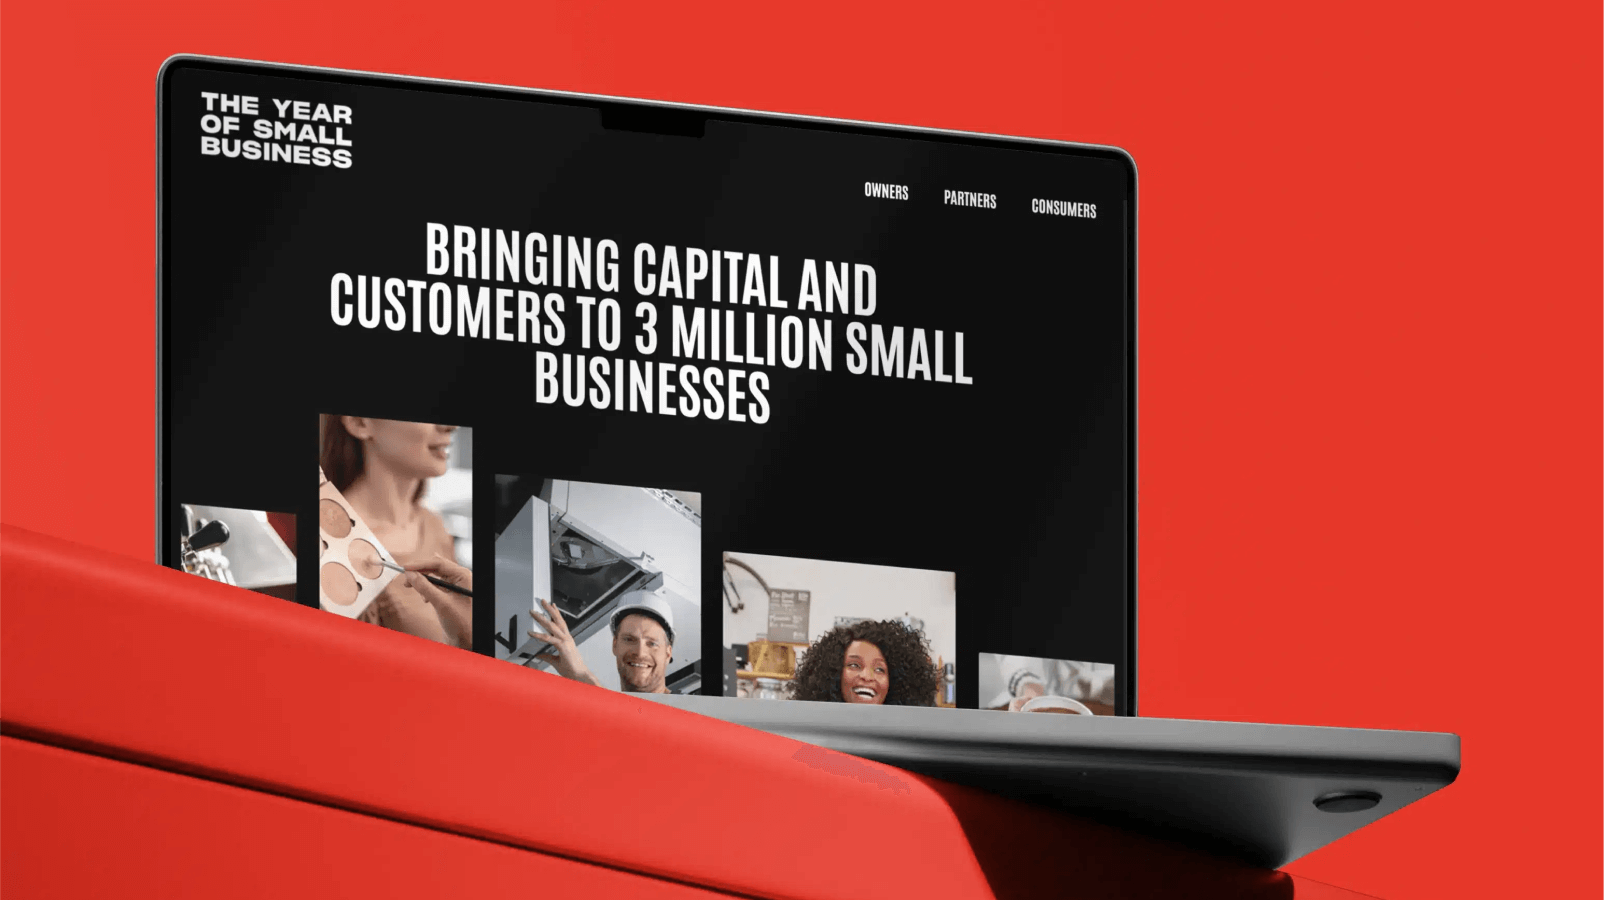 THE YEAR
OF SMALL
BUSINESS
OWNERS
PARTNERS
CONSUMERS
BRINGING CAPITAL AND
CUSTOMERS TO 3 MILLION SMALL
BUSINESSES